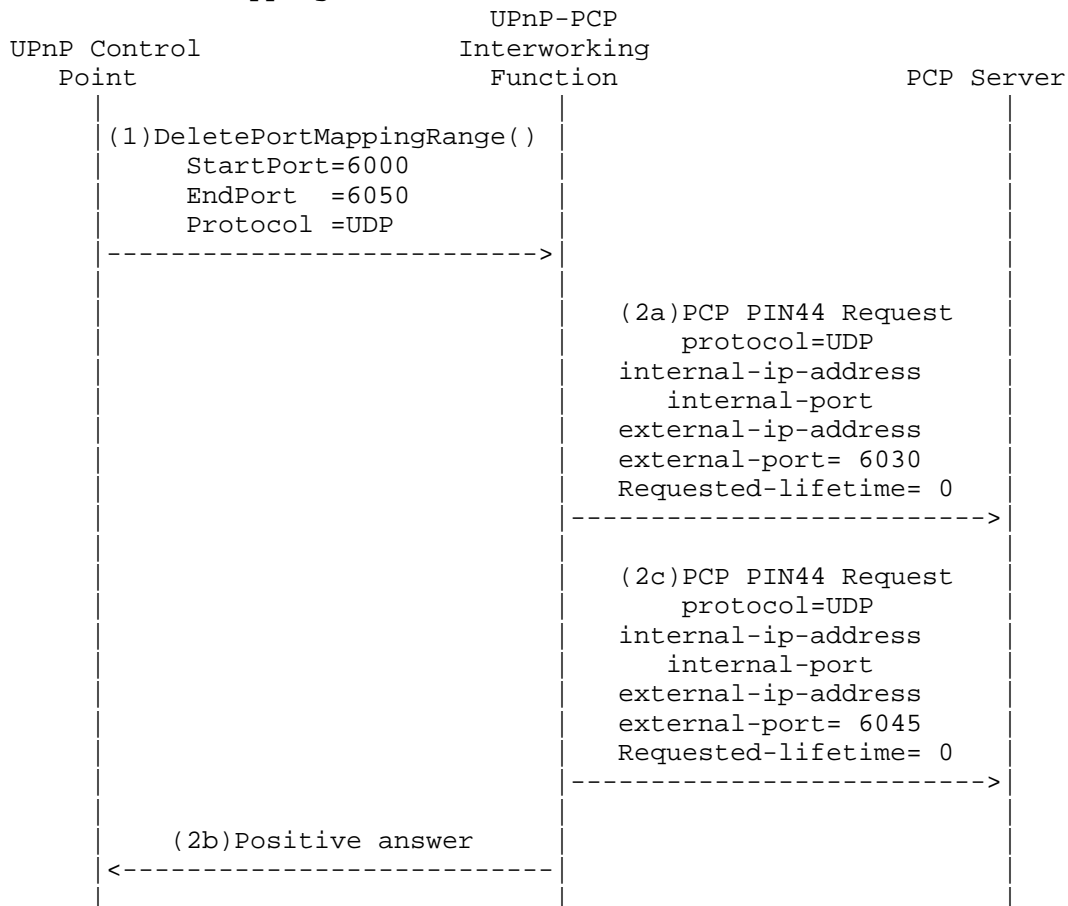 UPnP-PCP
UPnP Control Interworking
Point Function PCP Server
(1)DeletePortMappingRange()
StartPort=6000
EndPort =6050
Protocol =UDP
(2a)PCP PIN44 Request
protocol=UDP
internal-ip-address
internal-port
external-ip-address
external-port= 6030
Requested-lifetime= 0
(2c)PCP PIN44 Request
protocol=UDP
internal-ip-address
internal-port
external-ip-address
external-port= 6045
Requested-lifetime= 0
(2b)Positive answer